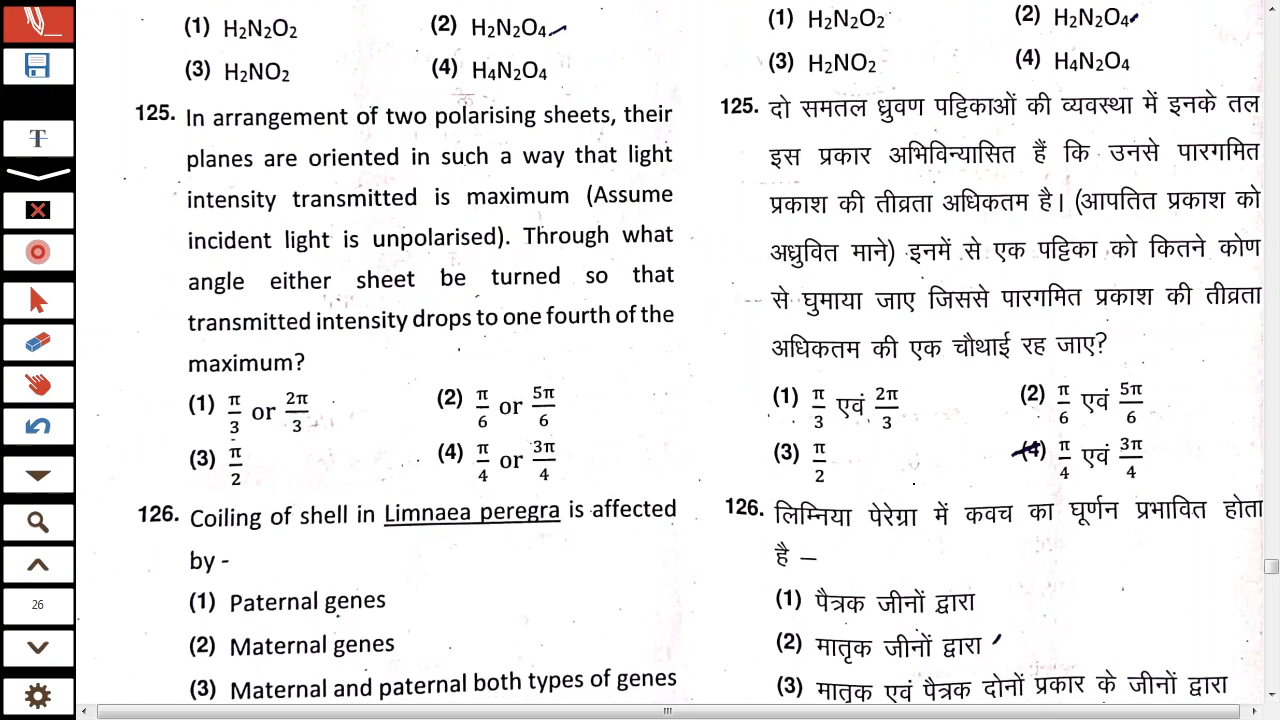 (1) H₂N₂O₂ (2) H₂N₂O₄
(3) H₂NO₂ (4) H₄N₂O₄
125. In arrangement of two polarising sheets, their
planes are oriented in such a way that light
intensity transmitted is maximum (Assume
incident light is unpolarised). Through what
angle either sheet be turned so that
transmitted intensity drops to one fourth of the
maximum?
(1) π/3 or 2π/3 (2) π/6 or 5π/6
(3) π/2 (4) π/4 or 3π/4
126. Coiling of shell in Limnaea peregra is affected
by -
(1) Paternal genes
(2) Maternal genes
(3) Maternal and paternal both types of genes
(1) H₂N₂O₂ (2) H₂N₂O₄
(3) H₂NO₂ (4) H₄N₂O₄
125. दो समतल ध्रुवण पट्टिकाओं की व्यवस्था में इनके तल
इस प्रकार अभिविन्यासित हैं कि उनसे पारगमित
प्रकाश की तीव्रता अधिकतम है। (आपतित प्रकाश को
अध्रुवित माने) इनमें से एक पट्टिका को कितने कोण
से घुमाया जाए जिससे पारगमित प्रकाश की तीव्रता
अधिकतम की एक चौथाई रह जाए?
(1) π/3 एवं 2π/3 (2) π/6 एवं 5π/6
(3) π/2 (4) π/4 एवं 3π/4
126. लिम्निया पेरेग्रा में कवच का घूर्णन प्रभावित होता
है –
(1) पैत्रक जीनों द्वारा
(2) मातृक जीनों द्वारा
(3) मातृक एवं पैत्रक दोनों प्रकार के जीनों द्वारा
T
26